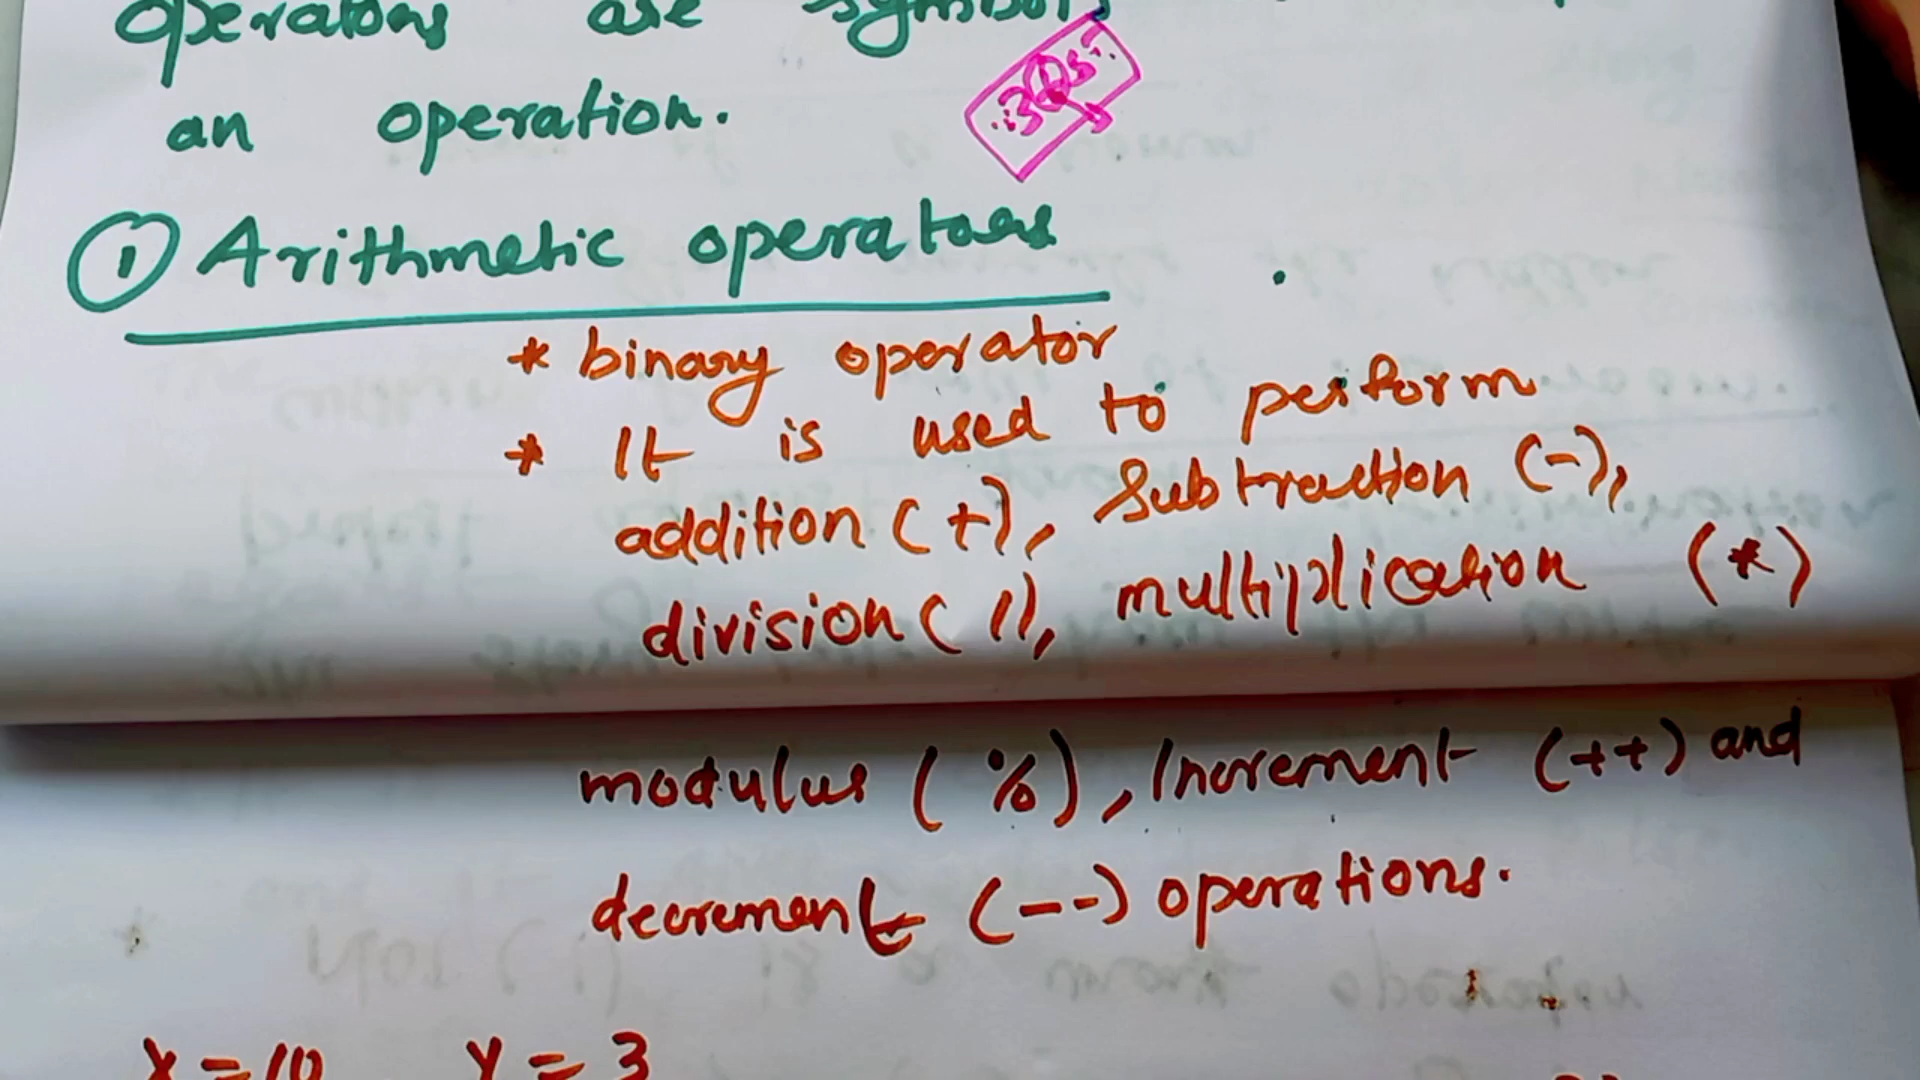 operators are symbols
an operation.
① Arithmetic operators
* binary operator
* It is used to perform
addition (+), Subtraction (-),
division (/), multiplication (*)
modulus (%), Increment (++) and
decrement (--) operations.
X = 10 Y = 3